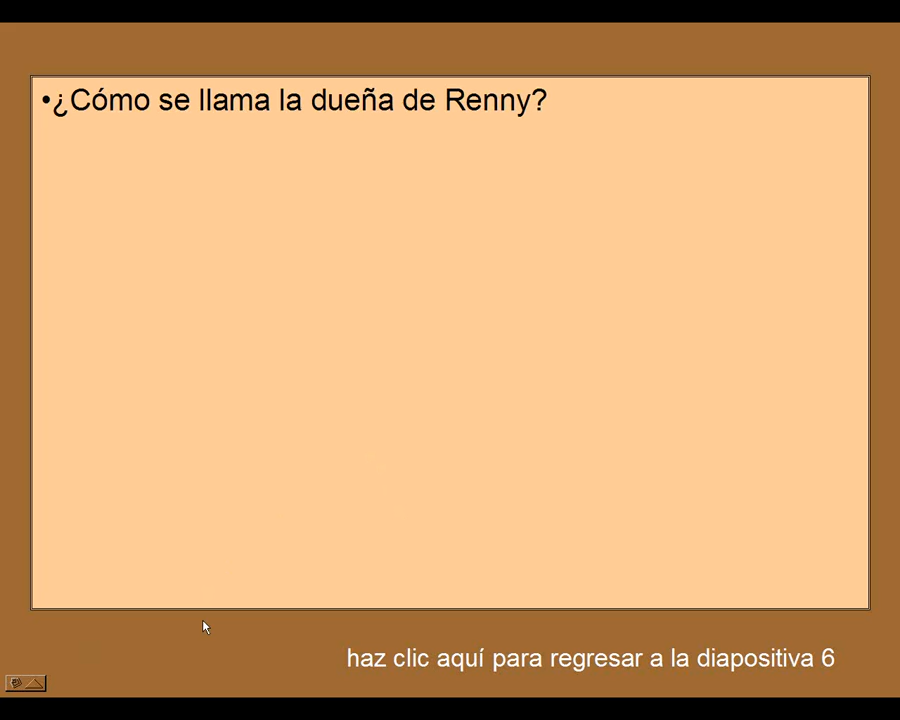 •¿Cómo se llama la dueña de Renny?
haz clic aquí para regresar a la diapositiva 6